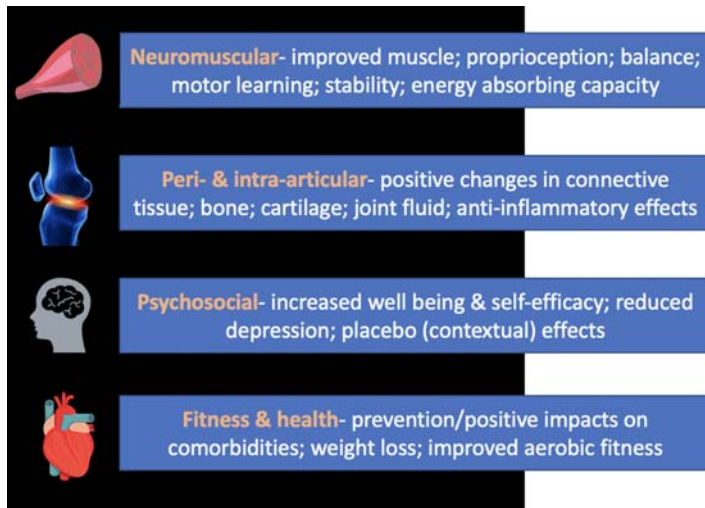 Neuromuscular- improved muscle; proprioception; balance;
motor learning; stability; energy absorbing capacity
Peri- & intra-articular- positive changes in connective
tissue; bone; cartilage; joint fluid; anti-inflammatory effects
Psychosocial- increased well being & self-efficacy; reduced
depression; placebo (contextual) effects
Fitness & health- prevention/positive impacts on
comorbidities; weight loss; improved aerobic fitness